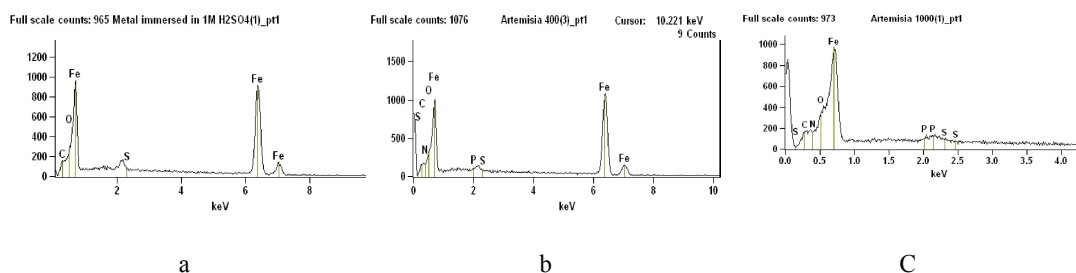 Full scale counts: 965 Metal immersed in 1M H2SO4(1)_pt1
1200
1000
800
600
400
200
0
Fe
O
C
S
Fe
Fe
2
4
6
8
keV
a
Full scale counts: 1076 Artemisia 400(3)_pt1 Cursor: 10.221 keV
9 Counts
1500
1000
500
0
Fe
O
C
S
N
P S
Fe
Fe
0
2
4
6
8
10
keV
b
Full scale counts: 973 Artemisia 1000(1)_pt1
1000
800
600
400
200
0
Fe
O
S
C
N
P
P
S
S
0.0
0.5
1.0
1.5
2.0
2.5
3.0
3.5
4.0
keV
C